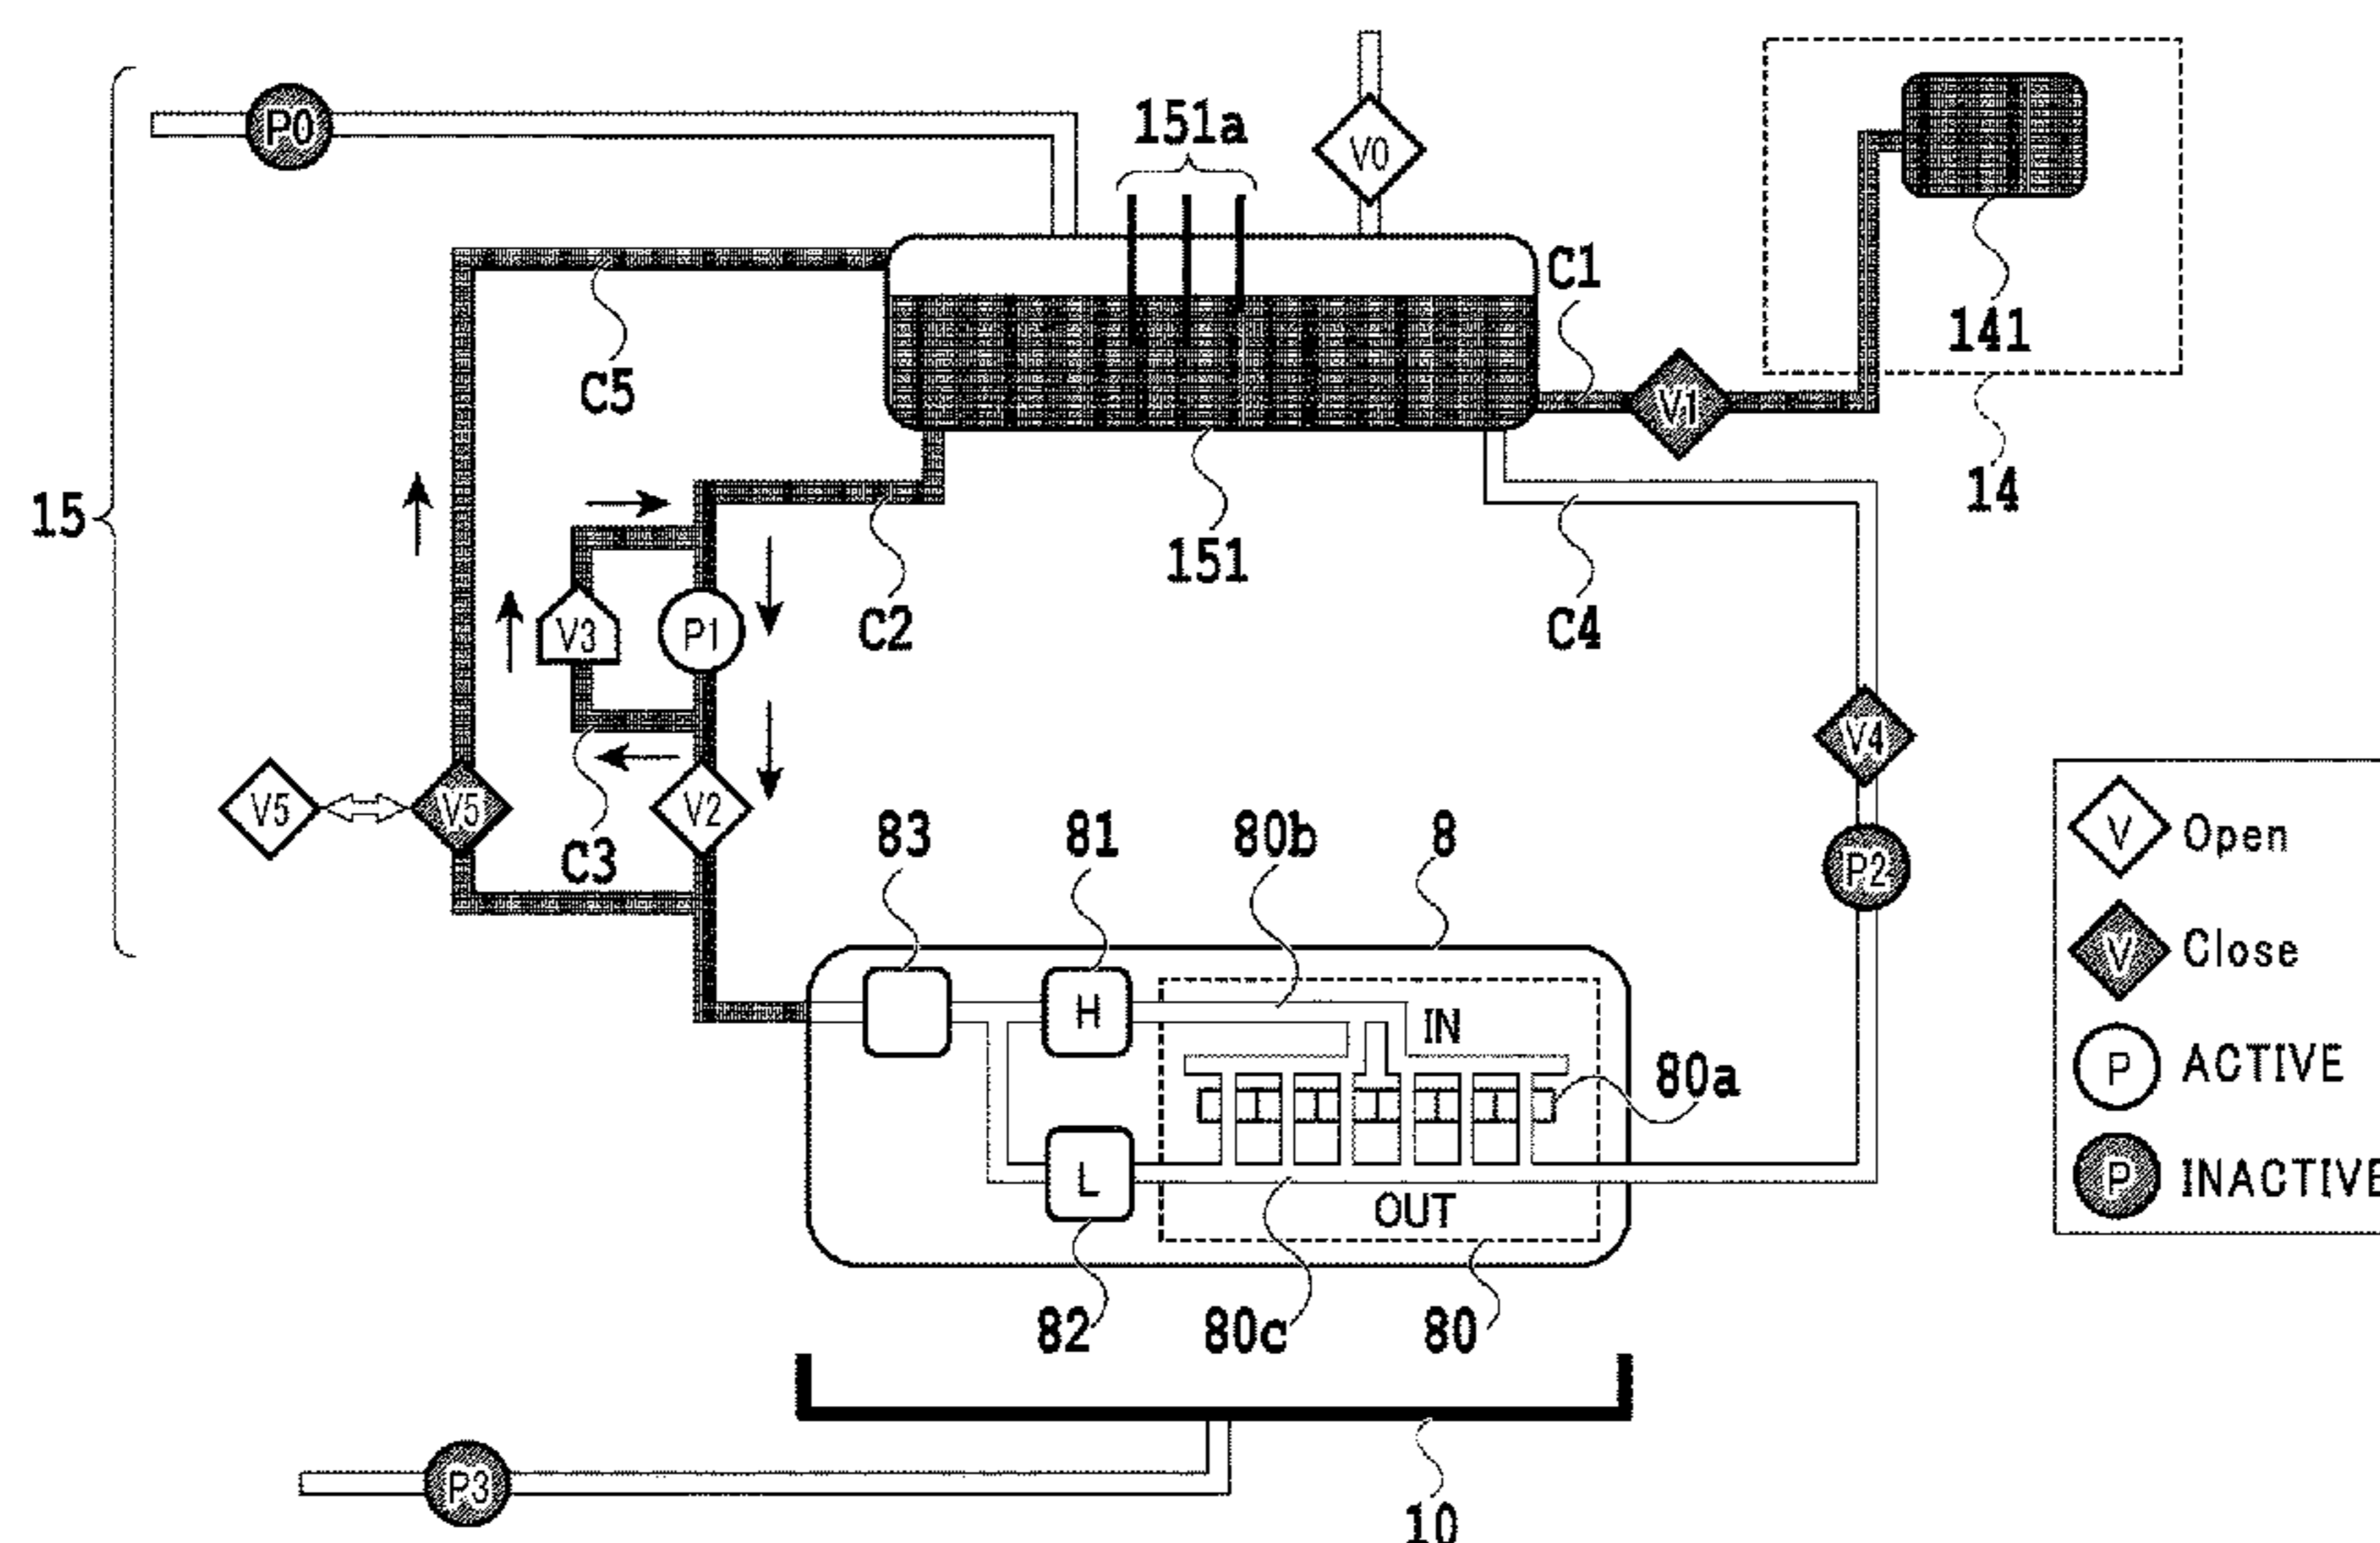 P0
151a
V0
C1
141
C5
V1
15
14
151
C2
C4
V3
P1
V4
V5
V5
V2
C3
83
81
80b
8
P2
V Open
V Close
P ACTIVE
P INACTIVE
H
IN
80a
L
OUT
82
80c
80
P3
10